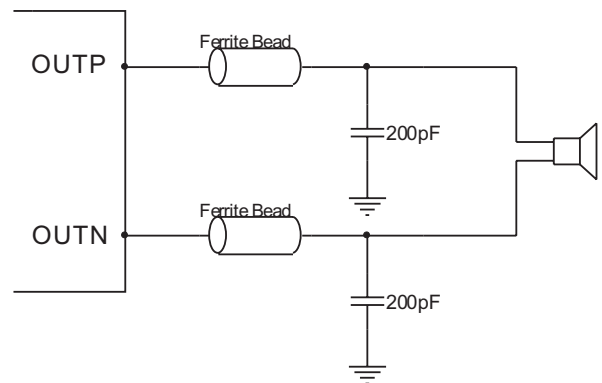 Ferrite Bead
OUTP
200pF
Ferrite Bead
OUTN
200pF